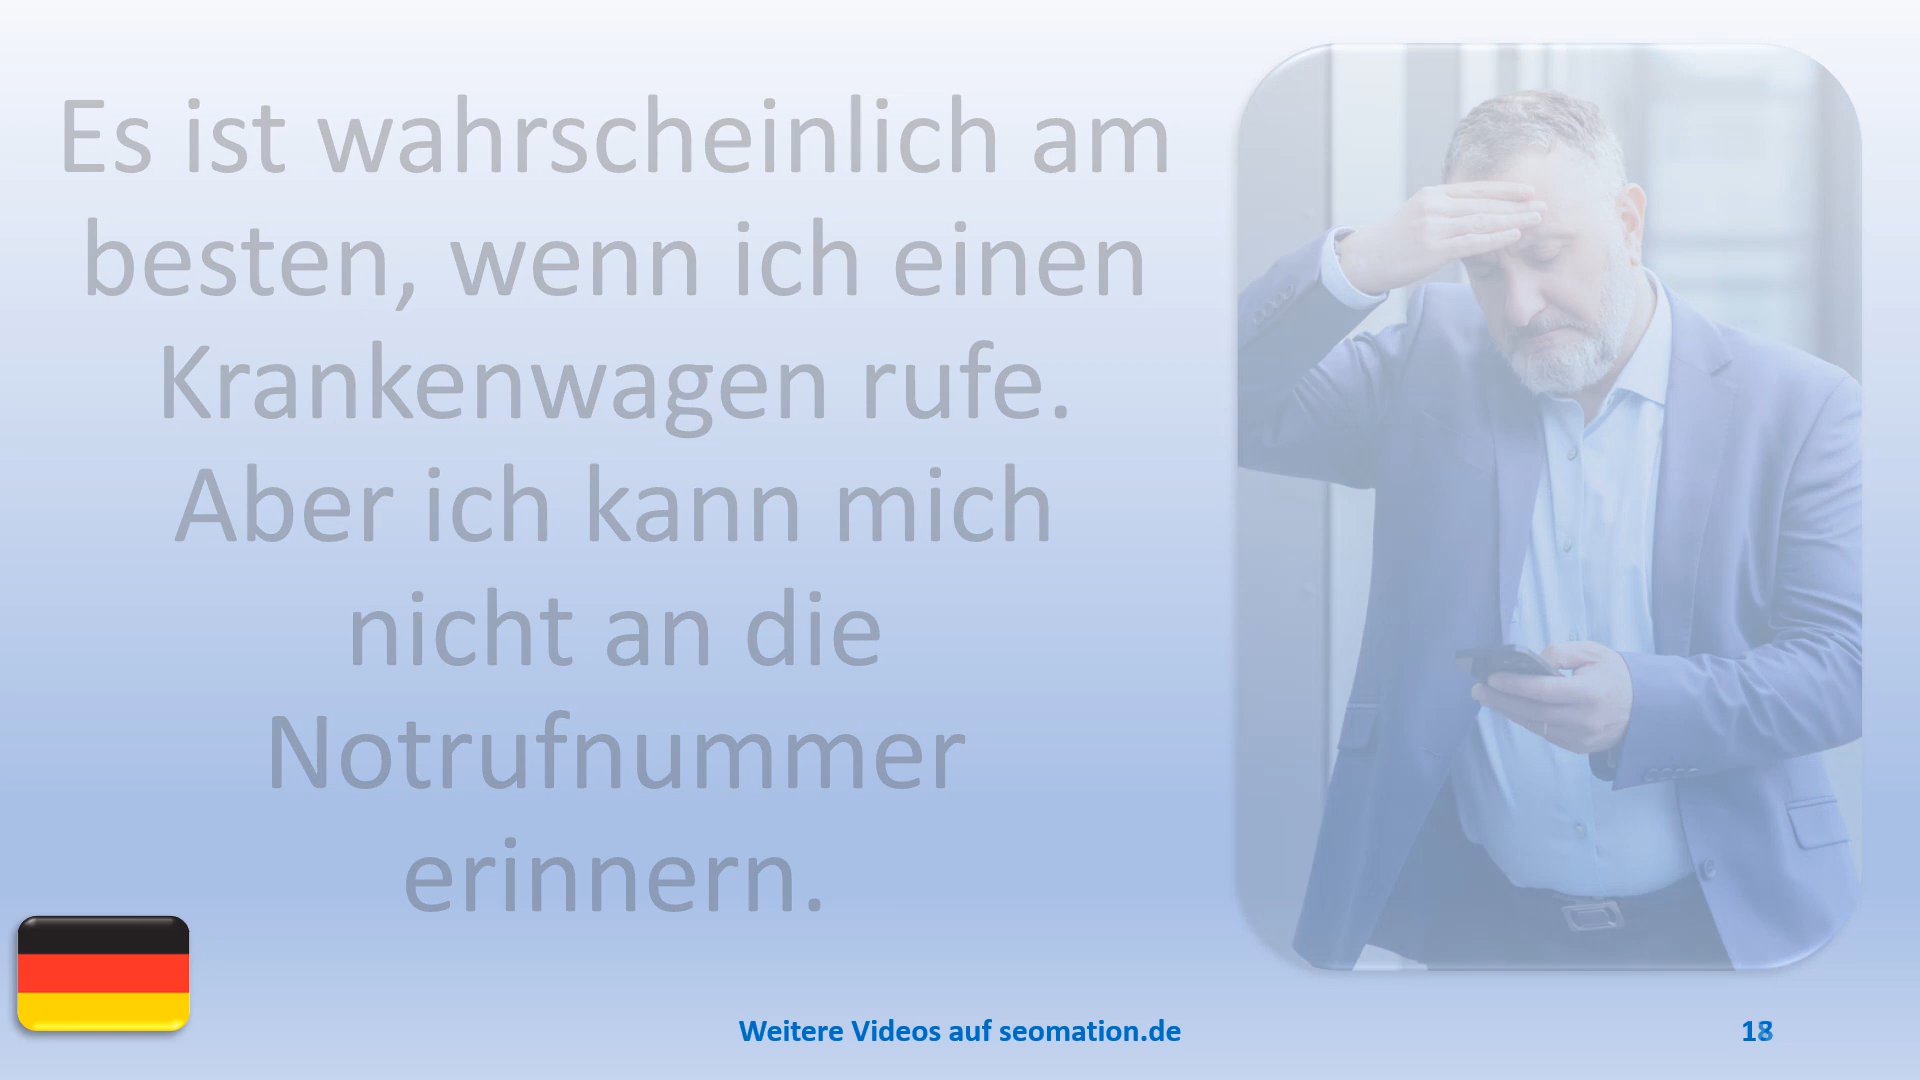 Es ist wahrscheinlich am
besten, wenn ich einen
Krankenwagen rufe.
Aber ich kann mich
nicht an die
Notrufnummer
erinnern.
Weitere Videos auf seomation.de